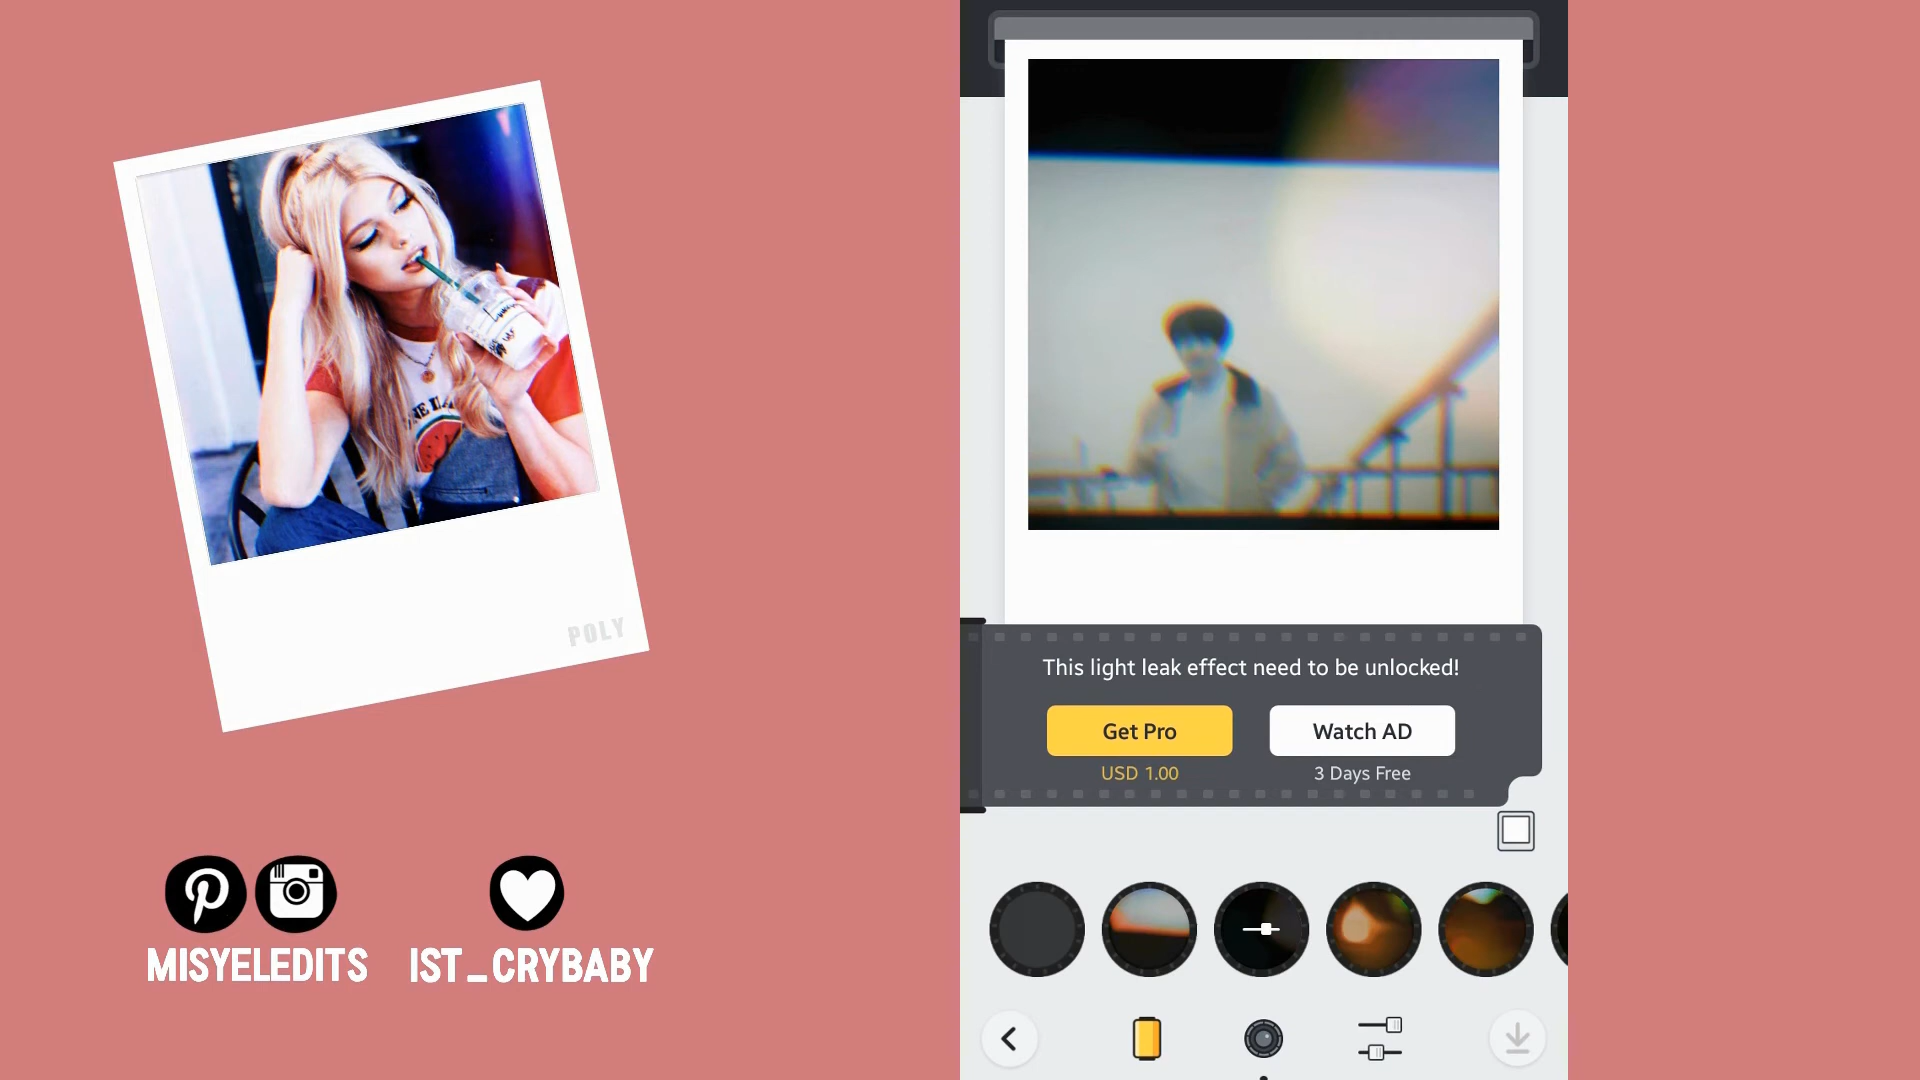 POLY
MISYELEDITS
IST_CRYBABY
This light leak effect need to be unlocked!
Get Pro
Watch AD
USD 1.00
3 Days Free